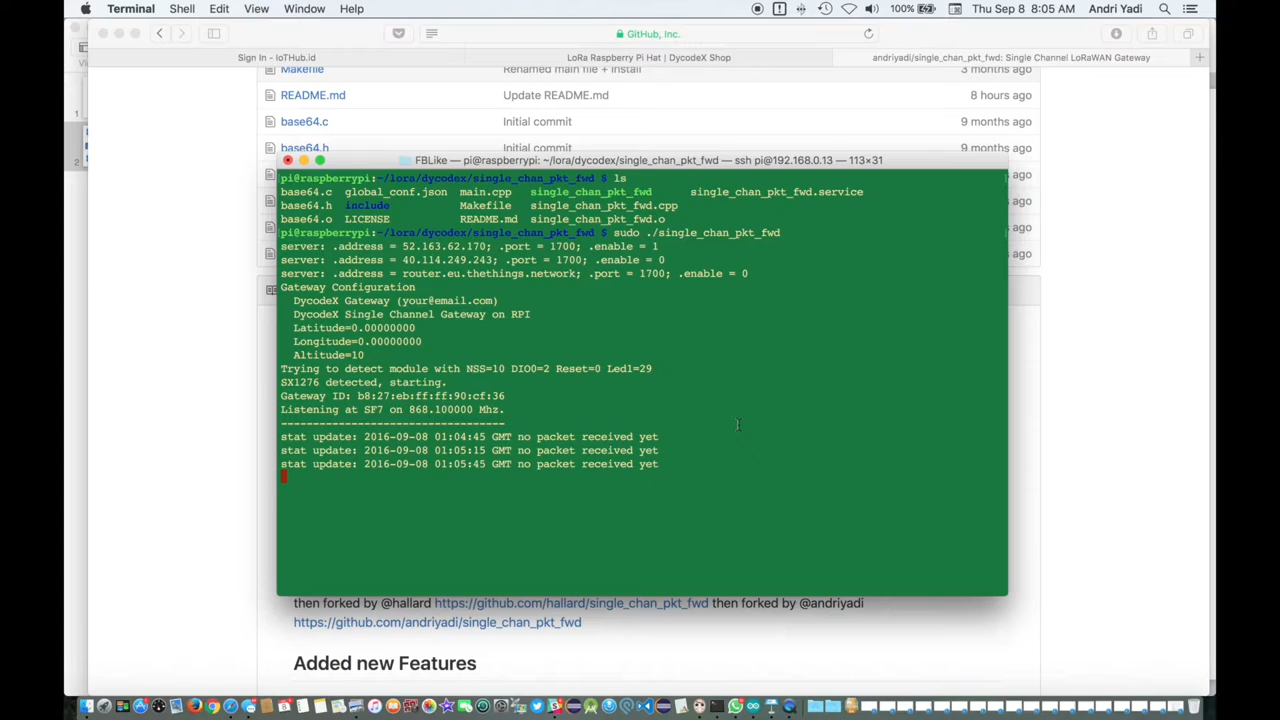 Terminal Shell Edit View Window Help
100% Thu Sep 8 8:05 AM Andri Yadi
GitHub, Inc.
Sign In - IoTHub.id
LoRa Raspberry Pi Hat | DycodeX Shop
andriyadi/single_chan_pkt_fwd: Single Channel LoRaWAN Gateway
Makefile Renamed main file + install 3 months ago
README.md Update README.md 8 hours ago
base64.c Initial commit 9 months ago
base64.h Initial commit 9 months ago
FBLike — pi@raspberrypi: ~/lora/dycodex/single_chan_pkt_fwd — ssh pi@192.168.0.13 — 113×31
pi@raspberrypi:~/lora/dycodex/single_chan_pkt_fwd $ ls
base64.c global_conf.json main.cpp single_chan_pkt_fwd single_chan_pkt_fwd.service
base64.h include Makefile single_chan_pkt_fwd.cpp
base64.o LICENSE README.md single_chan_pkt_fwd.o
pi@raspberrypi:~/lora/dycodex/single_chan_pkt_fwd $ sudo ./single_chan_pkt_fwd
server: .address = 52.163.62.170; .port = 1700; .enable = 1
server: .address = 40.114.249.243; .port = 1700; .enable = 0
server: .address = router.eu.thethings.network; .port = 1700; .enable = 0
Gateway Configuration
DycodeX Gateway (your@email.com)
DycodeX Single Channel Gateway on RPI
Latitude=0.00000000
Longitude=0.00000000
Altitude=10
Trying to detect module with NSS=10 DIO0=2 Reset=0 Led1=29
SX1276 detected, starting.
Gateway ID: b8:27:eb:ff:ff:90:cf:36
Listening at SF7 on 868.100000 Mhz.
----------------------------------
stat update: 2016-09-08 01:04:45 GMT no packet received yet
stat update: 2016-09-08 01:05:15 GMT no packet received yet
stat update: 2016-09-08 01:05:45 GMT no packet received yet
then forked by @hallard https://github.com/hallard/single_chan_pkt_fwd then forked by @andriyadi
https://github.com/andriyadi/single_chan_pkt_fwd
Added new Features